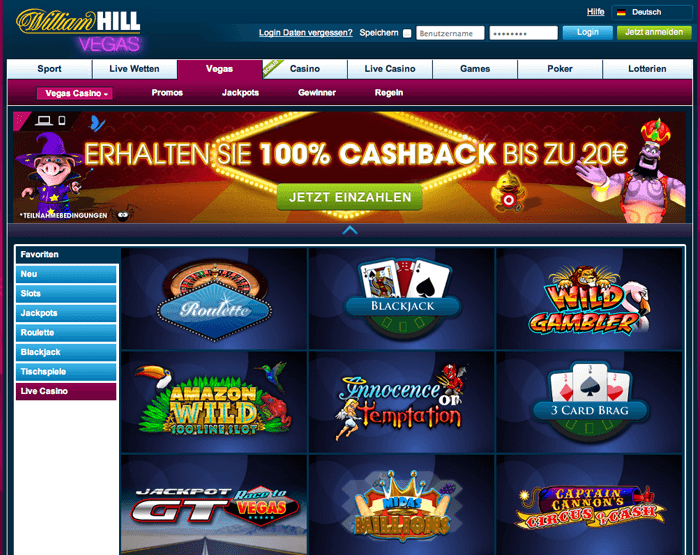 William HILL
VEGAS
Hilfe
Deutsch
Login Daten vergessen?
Speichern
Benutzername
••••••••
Login
Jetzt anmelden
Sport
Live Wetten
Vegas
Casino
Live Casino
Games
Poker
Lotterien
Vegas Casino
Promos
Jackpots
Gewinner
Regeln
ERHALTEN SIE 100% CASHBACK BIS ZU 20€
JETZT EINZAHLEN
*TEILNAHMEBEDINGUNGEN
Favoriten
Neu
Slots
Jackpots
Roulette
Blackjack
Tischspiele
Live Casino
Roulette
BLACKJACK
WILD
GAMBLER
AMAZON
WILD
100 LINE SLOT
Innocence
or
Temptation
3 CARD BRAG
JACKPOT
GT
Race to
VEGAS
MIDAS
MILLIONS
CAPTAIN
CANNON'S
CIRCUS OF CASH